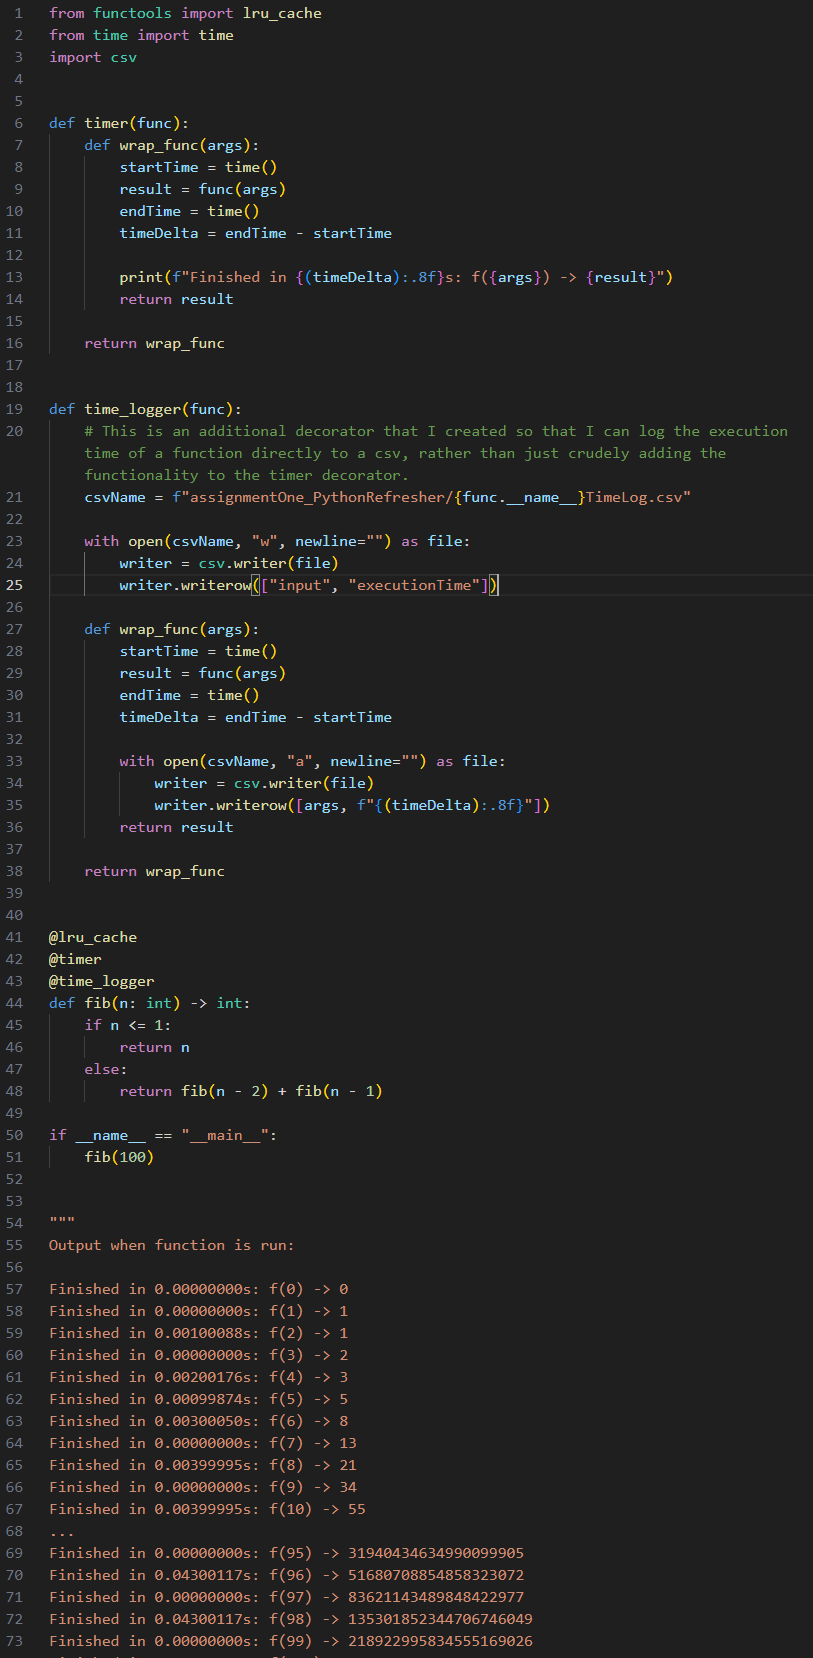 1 from functools import lru_cache
2 from time import time
3 import csv
4
5
6 def timer(func):
7     def wrap_func(args):
8         startTime = time()
9         result = func(args)
10         endTime = time()
11         timeDelta = endTime - startTime
12
13         print(f"Finished in {(timeDelta):.8f}s: f({args}) -> {result}")
14         return result
15
16     return wrap_func
17
18
19 def time_logger(func):
20     # This is an additional decorator that I created so that I can log the execution
    time of a function directly to a csv, rather than just crudely adding the
    functionality to the timer decorator.
21     csvName = f"assignmentOne_PythonRefresher/{func.__name__}TimeLog.csv"
22
23     with open(csvName, "w", newline="") as file:
24         writer = csv.writer(file)
25         writer.writerow(["input", "executionTime"])
26
27     def wrap_func(args):
28         startTime = time()
29         result = func(args)
30         endTime = time()
31         timeDelta = endTime - startTime
32
33         with open(csvName, "a", newline="") as file:
34             writer = csv.writer(file)
35             writer.writerow([args, f"{(timeDelta):.8f}"])
36         return result
37
38     return wrap_func
39
40
41 @lru_cache
42 @timer
43 @time_logger
44 def fib(n: int) -> int:
45     if n <= 1:
46         return n
47     else:
48         return fib(n - 2) + fib(n - 1)
49
50 if __name__ == "__main__":
51     fib(100)
52
53
54 """
55 Output when function is run:
56
57 Finished in 0.00000000s: f(0) -> 0
58 Finished in 0.00000000s: f(1) -> 1
59 Finished in 0.00100088s: f(2) -> 1
60 Finished in 0.00000000s: f(3) -> 2
61 Finished in 0.00200176s: f(4) -> 3
62 Finished in 0.00099874s: f(5) -> 5
63 Finished in 0.00300050s: f(6) -> 8
64 Finished in 0.00000000s: f(7) -> 13
65 Finished in 0.00399995s: f(8) -> 21
66 Finished in 0.00000000s: f(9) -> 34
67 Finished in 0.00399995s: f(10) -> 55
68 ...
69 Finished in 0.00000000s: f(95) -> 31940434634990099905
70 Finished in 0.04300117s: f(96) -> 51680708854858323072
71 Finished in 0.00000000s: f(97) -> 83621143489848422977
72 Finished in 0.04300117s: f(98) -> 135301852344706746049
73 Finished in 0.00000000s: f(99) -> 218922995834555169026